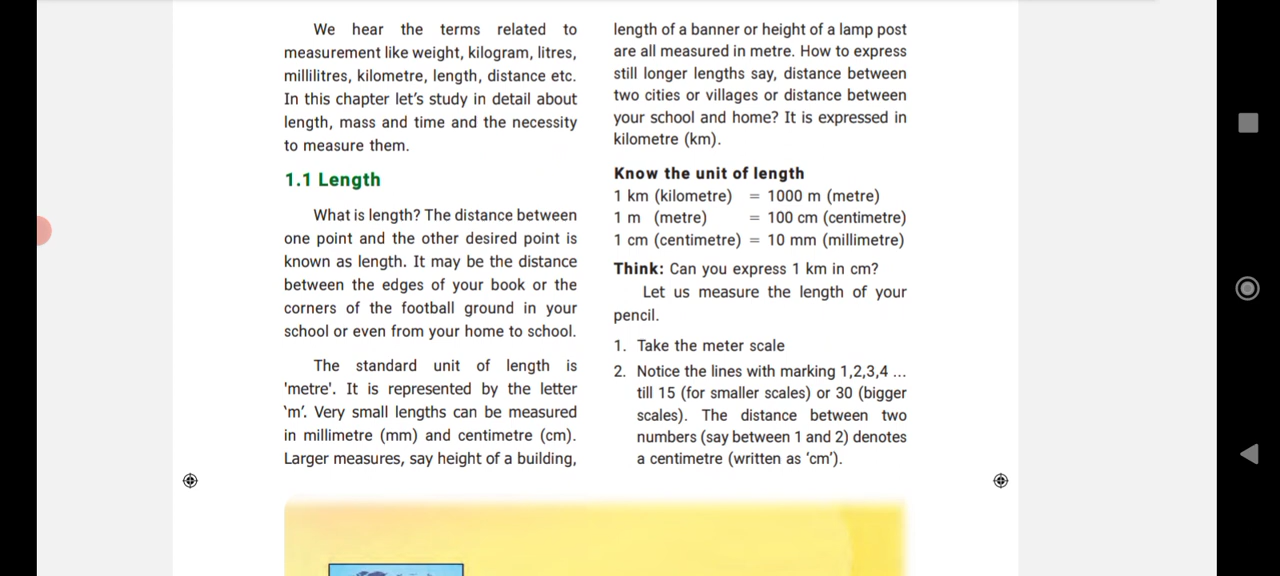 We hear the terms related to
measurement like weight, kilogram, litres,
millilitres, kilometre, length, distance etc.
In this chapter let's study in detail about
length, mass and time and the necessity
to measure them.
1.1 Length
What is length? The distance between
one point and the other desired point is
known as length. It may be the distance
between the edges of your book or the
corners of the football ground in your
school or even from your home to school.
The standard unit of length is
'metre'. It is represented by the letter
'm'. Very small lengths can be measured
in millimetre (mm) and centimetre (cm).
Larger measures, say height of a building,
length of a banner or height of a lamp post
are all measured in metre. How to express
still longer lengths say, distance between
two cities or villages or distance between
your school and home? It is expressed in
kilometre (km).
Know the unit of length
1 km (kilometre) = 1000 m (metre)
1 m (metre) = 100 cm (centimetre)
1 cm (centimetre) = 10 mm (millimetre)
Think: Can you express 1 km in cm?
Let us measure the length of your
pencil.
1. Take the meter scale
2. Notice the lines with marking 1,2,3,4 ...
till 15 (for smaller scales) or 30 (bigger
scales). The distance between two
numbers (say between 1 and 2) denotes
a centimetre (written as 'cm').